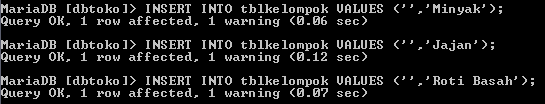 MariaDB [dbtoko]> INSERT INTO tblkelompok VALUES ('','Minyak');
Query OK, 1 row affected, 1 warning (0.06 sec)
MariaDB [dbtoko]> INSERT INTO tblkelompok VALUES ('','Jajan');
Query OK, 1 row affected, 1 warning (0.12 sec)
MariaDB [dbtoko]> INSERT INTO tblkelompok VALUES ('','Roti Basah');
Query OK, 1 row affected, 1 warning (0.07 sec)